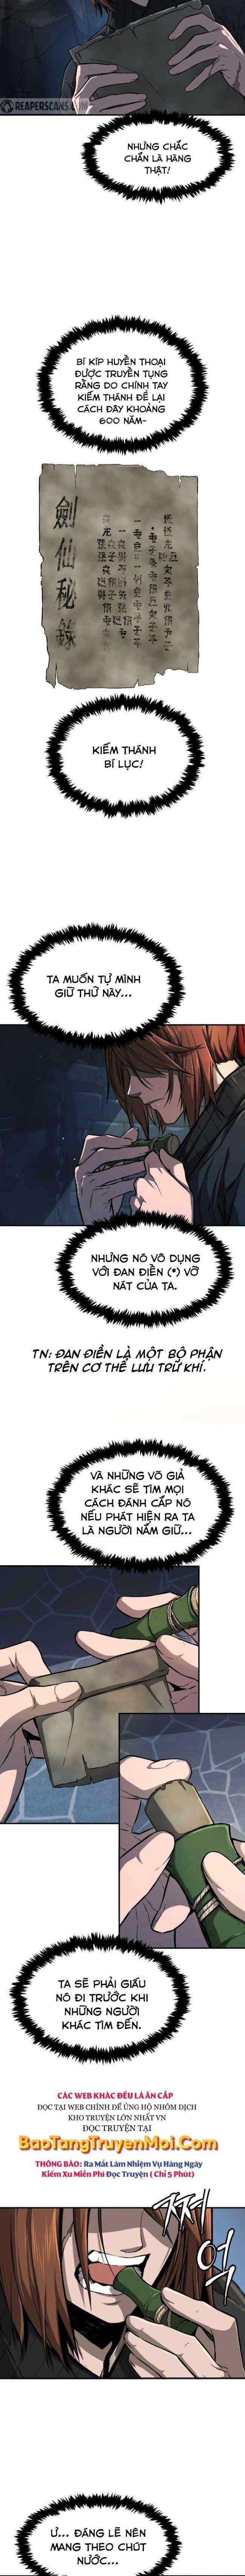 REAPERSCANS.COM
NHƯNG CHẮC
CHẮN LÀ HÀNG
THẬT!
BÍ KÍP HUYỀN THOẠI
ĐƯỢC TRUYỀN TỤNG
RẰNG DO CHÍNH TAY
KIẾM THÁNH ĐỂ LẠI
CÁCH ĐÂY KHOẢNG
600 NĂM-
劍仙秘錄
KIẾM THÁNH
BÍ LỤC!
TA MUỐN TỰ MÌNH
GIỮ THỨ NÀY...
NHƯNG NÓ VÔ DỤNG
VỚI ĐAN ĐIỀN (*) VỠ
NÁT CỦA TA.
TN: ĐAN ĐIỀN LÀ MỘT BỘ PHẬN
TRÊN CƠ THỂ LƯU TRỮ KHÍ.
VÀ NHỮNG VÕ GIẢ
KHÁC SẼ TÌM MỌI
CÁCH ĐÁNH CẮP NÓ
NẾU PHÁT HIỆN RA TA
LÀ NGƯỜI NẮM GIỮ...
TA SẼ PHẢI GIẤU
NÓ ĐI TRƯỚC KHI
NHỮNG NGƯỜI
KHÁC TÌM ĐẾN.
CÁC WEB KHÁC ĐỀU LÀ ĂN CẮP
ĐỌC TẠI WEB CHÍNH ĐỂ ỦNG HỘ NHÓM DỊCH
KHO TRUYỆN LỚN NHẤT VN
ĐỌC TRUYỆN TẠI
BaoTangTruyenMoi.Com
THÔNG BÁO: Ra Mắt Làm Nhiệm Vụ Hàng Ngày
Kiếm Xu Miễn Phí Đọc Truyện ( Chỉ 5 Phút)
Ư... ĐÁNG LẼ NÊN
MANG THEO CHÚT
NƯỚC...